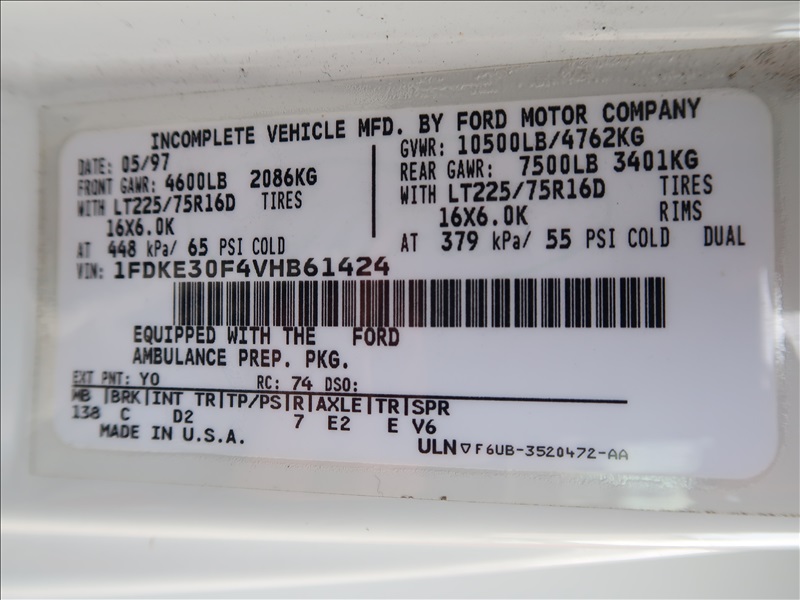 INCOMPLETE VEHICLE MFD. BY FORD MOTOR COMPANY
DATE: 05/97
FRONT GAWR: 4600LB 2086KG
WITH LT225/75R16D TIRES
16X6.0K
AT 448 kPa/ 65 PSI COLD
GVWR: 10500LB/4762KG
REAR GAWR: 7500LB 3401KG
WITH LT225/75R16D TIRES
16X6.0K RIMS
AT 379 kPa/ 55 PSI COLD DUAL
VIN: 1FDKE30F4VHB61424
EQUIPPED WITH THE FORD
AMBULANCE PREP. PKG.
EXT PNT: YO RC: 74 DSO:
WB |BRK|INT TR|TP/PS|R|AXLE|TR|SPR
138 C D2 7 E2 E V6
MADE IN U.S.A.
ULN ▽ F6UB-3520472-AA